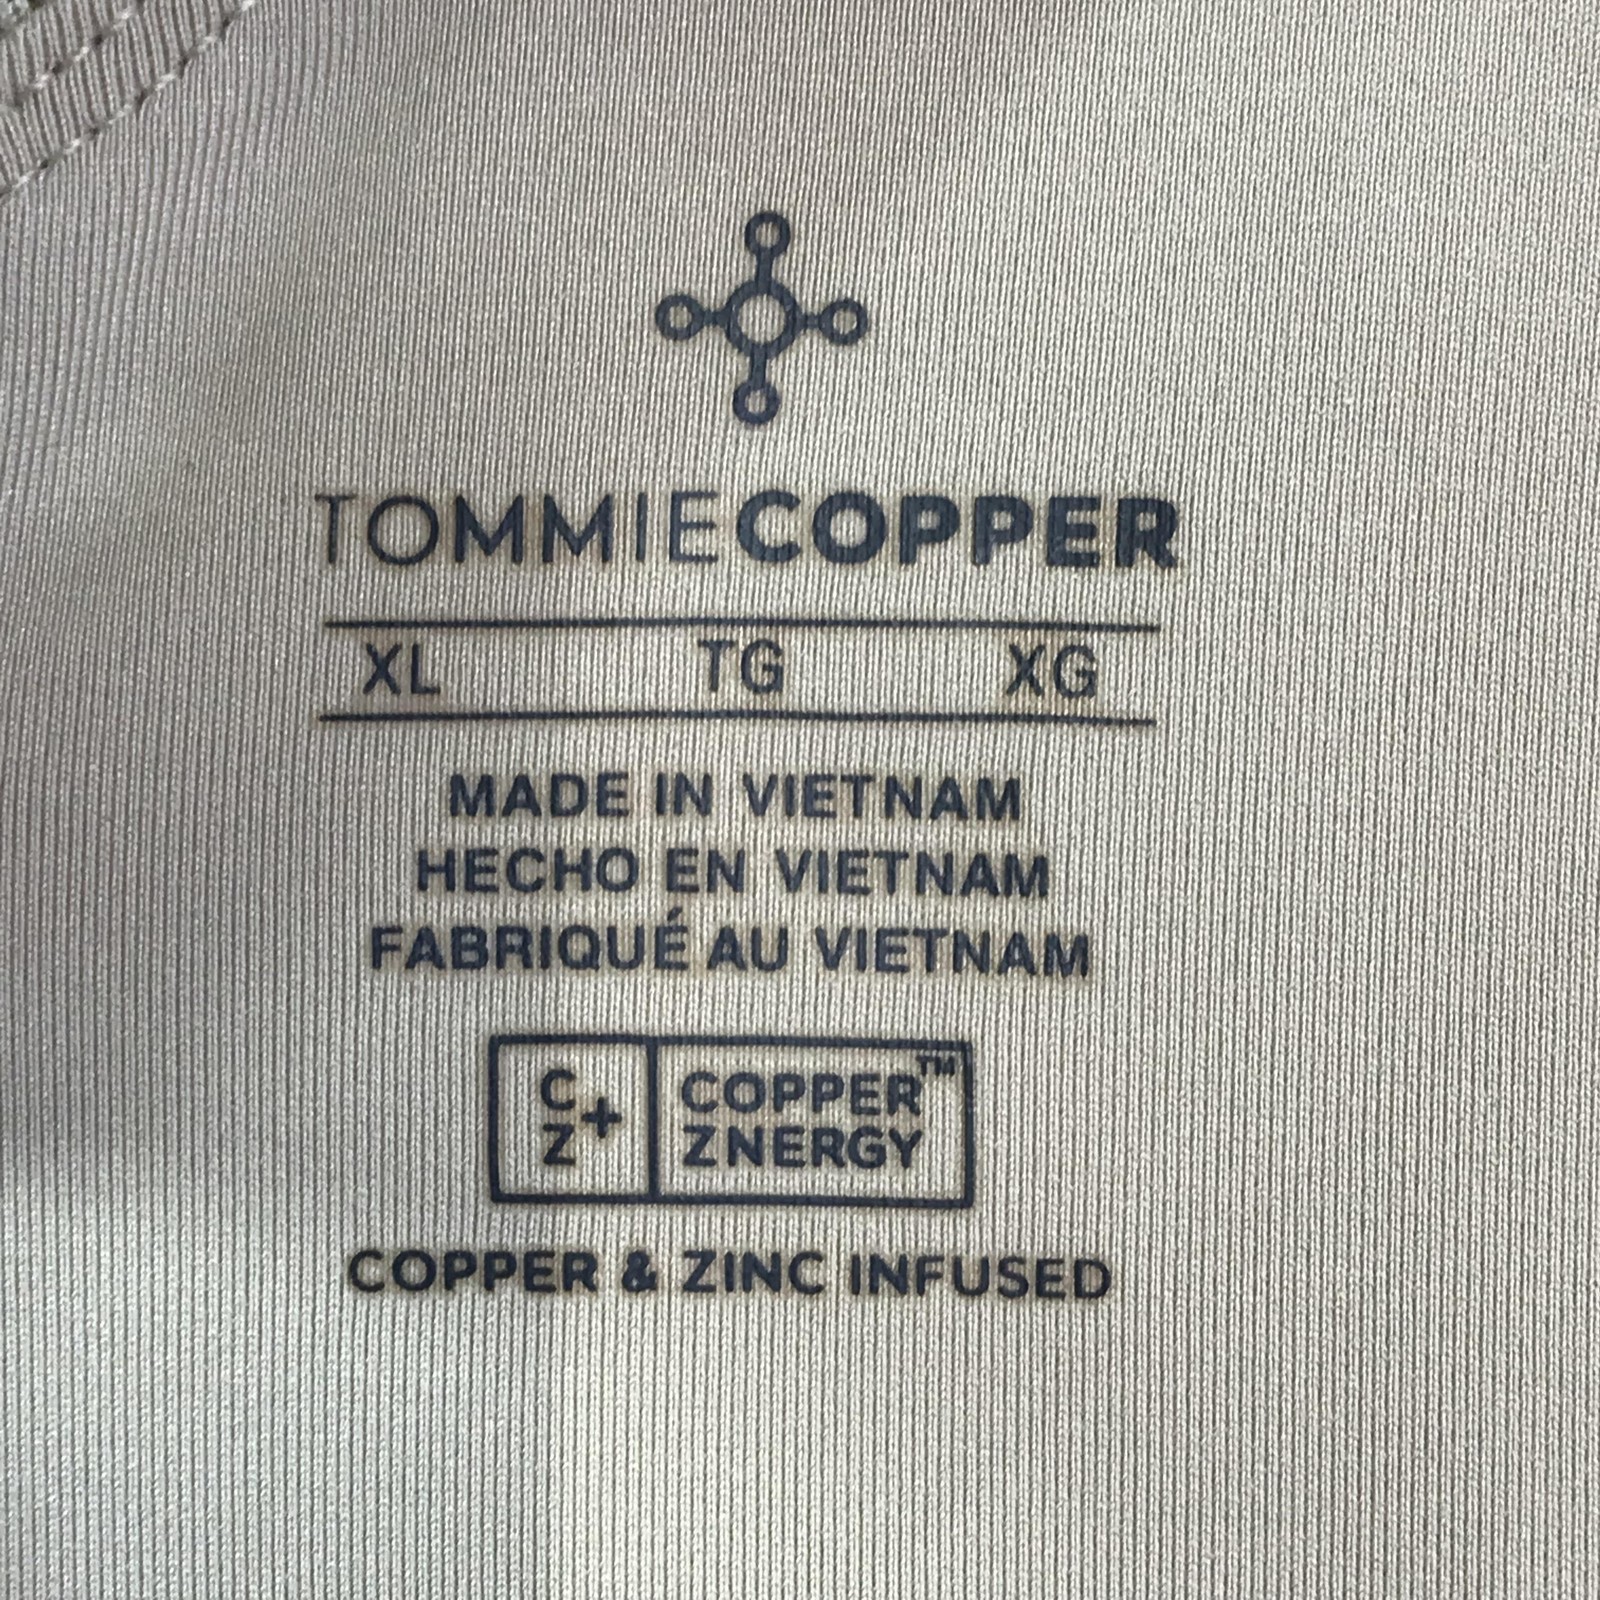 TOMMIECOPPER
XL TG XG
MADE IN VIETNAM
HECHO EN VIETNAM
FABRIQUÉ AU VIETNAM
C
Z+
COPPER™
ZNERGY
COPPER & ZINC INFUSED